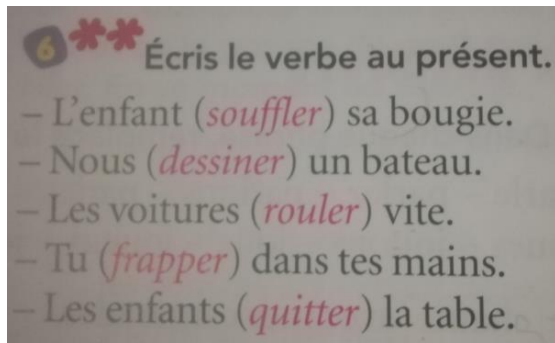 6 ** Écris le verbe au présent.
– L'enfant (souffler) sa bougie.
– Nous (dessiner) un bateau.
– Les voitures (rouler) vite.
– Tu (frapper) dans tes mains.
– Les enfants (quitter) la table.